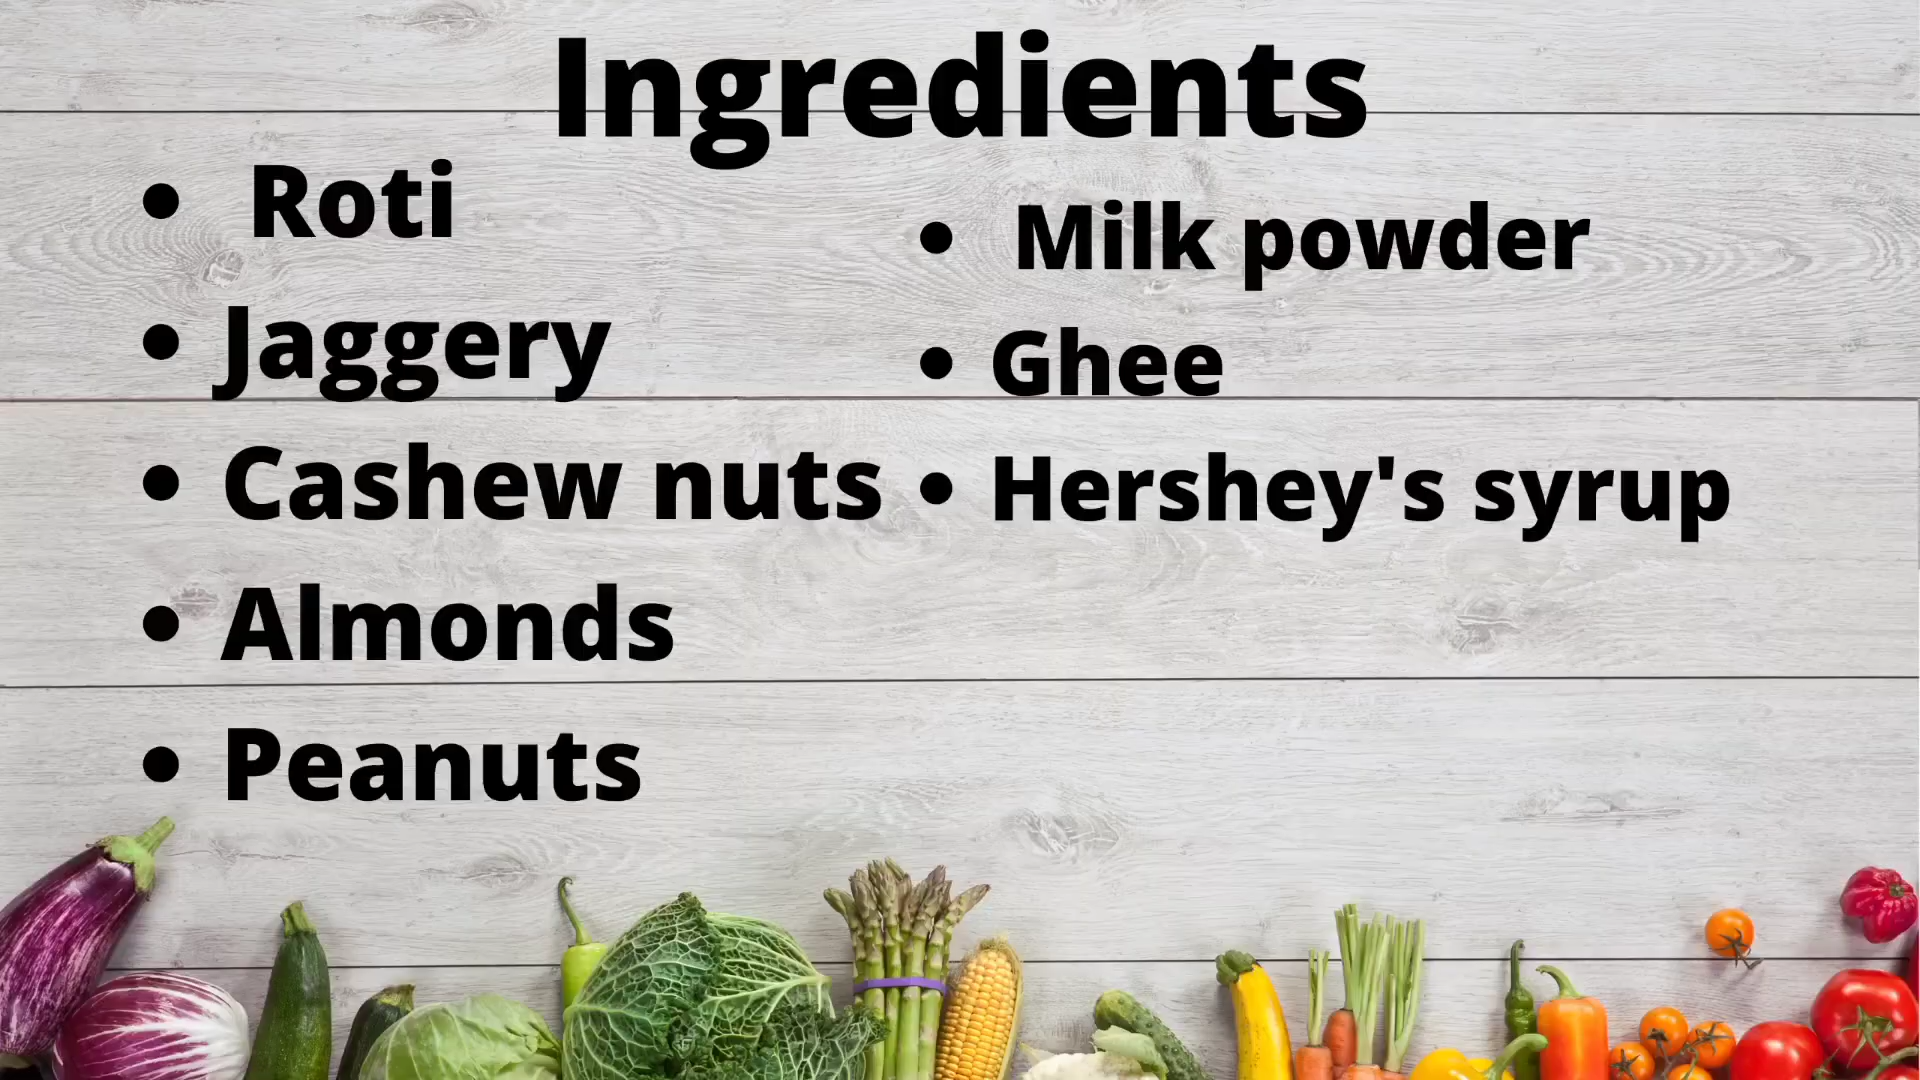 Ingredients
• Roti
• Jaggery
• Cashew nuts
• Almonds
• Peanuts
• Milk powder
• Ghee
• Hershey's syrup